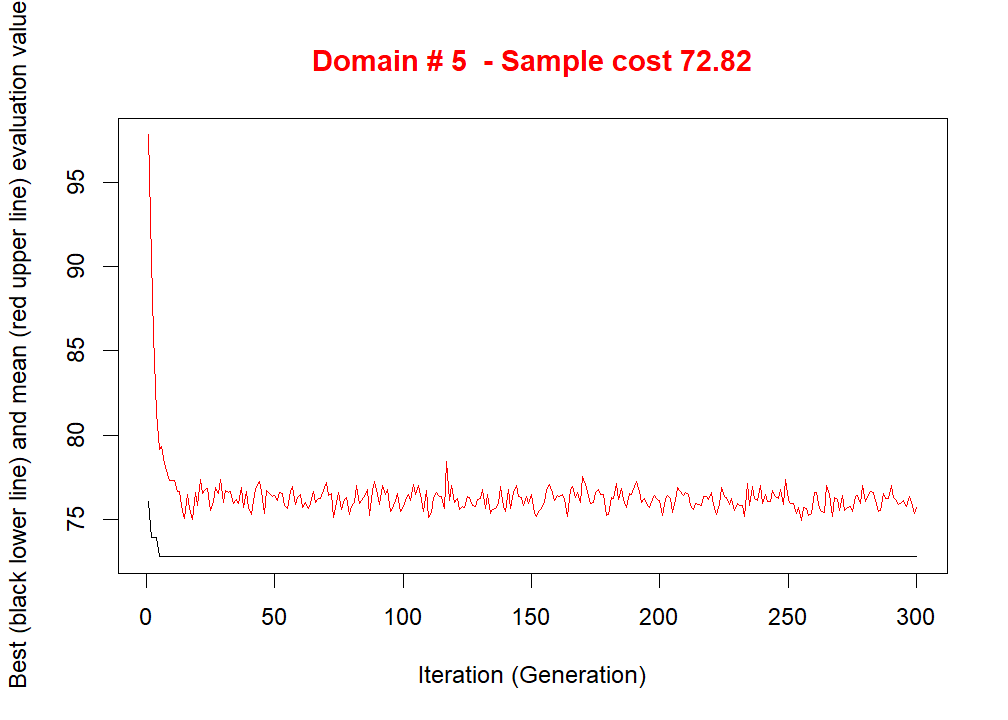 Domain # 5  - Sample cost 72.82
Best (black lower line) and mean (red upper line) evaluation value
95
90
85
80
75
0 50 100 150 200 250 300
Iteration (Generation)